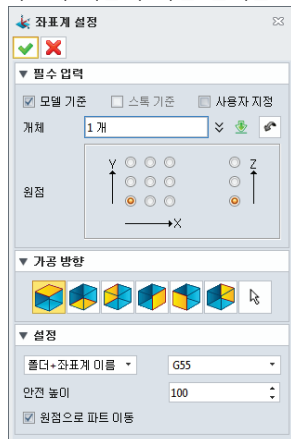 좌표계 설정
필수 입력
모델 기준 스톡 기준 사용자 지정
개체 1 개
Y Z
원점
X
가공 방향
설정
폴더+좌표계 이름 G55
안전 높이 100
원점으로 파트 이동